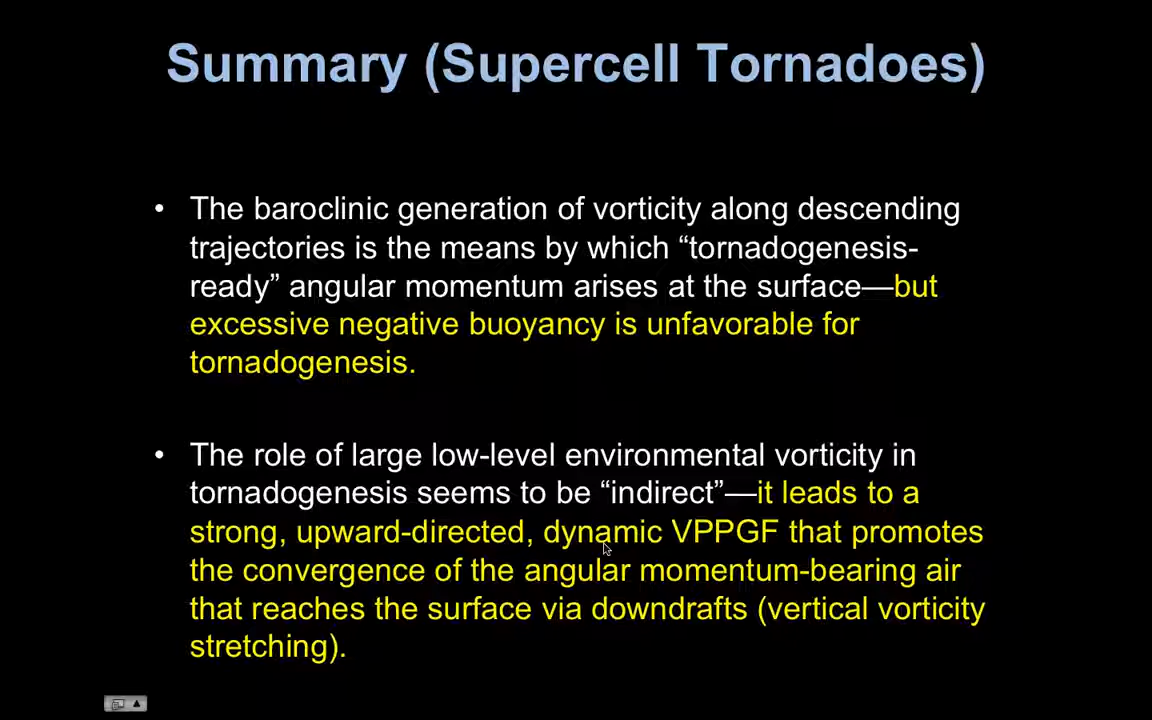 Summary (Supercell Tornadoes)
• The baroclinic generation of vorticity along descending
trajectories is the means by which “tornadogenesis-
ready” angular momentum arises at the surface—but
excessive negative buoyancy is unfavorable for
tornadogenesis.
• The role of large low-level environmental vorticity in
tornadogenesis seems to be “indirect”—it leads to a
strong, upward-directed, dynamic VPPGF that promotes
the convergence of the angular momentum-bearing air
that reaches the surface via downdrafts (vertical vorticity
stretching).